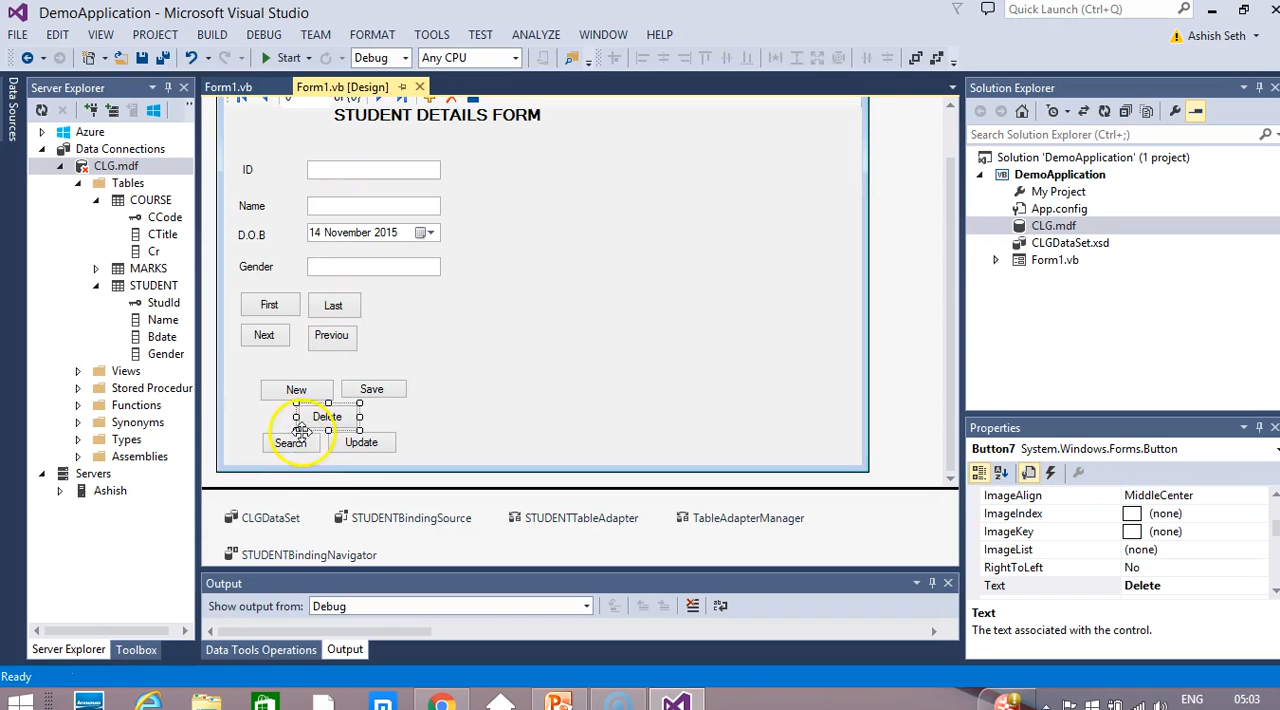 DemoApplication - Microsoft Visual Studio
Quick Launch (Ctrl+Q)
FILE EDIT VIEW PROJECT BUILD DEBUG TEAM FORMAT TOOLS TEST ANALYZE WINDOW HELP
Ashish Seth
Start Debug Any CPU
Data Sources
Server Explorer
Azure
Data Connections
CLG.mdf
Tables
COURSE
CCode
CTitle
Cr
MARKS
STUDENT
StudId
Name
Bdate
Gender
Views
Stored Procedur
Functions
Synonyms
Types
Assemblies
Servers
Ashish
Server Explorer Toolbox
Form1.vb Form1.vb [Design]
STUDENT DETAILS FORM
ID
Name
D.O.B 14 November 2015
Gender
First Last
Next Previou
New Save
Delete
Search Update
CLGDataSet STUDENTBindingSource STUDENTTableAdapter TableAdapterManager
STUDENTBindingNavigator
Output
Show output from: Debug
Data Tools Operations Output
Solution Explorer
Search Solution Explorer (Ctrl+;)
Solution 'DemoApplication' (1 project)
VB DemoApplication
My Project
App.config
CLG.mdf
CLGDataSet.xsd
Form1.vb
Properties
Button7 System.Windows.Forms.Button
ImageAlign MiddleCenter
ImageIndex (none)
ImageKey (none)
ImageList (none)
RightToLeft No
Text Delete
Text
The text associated with the control.
Ready
lenovo
ENG 05:03